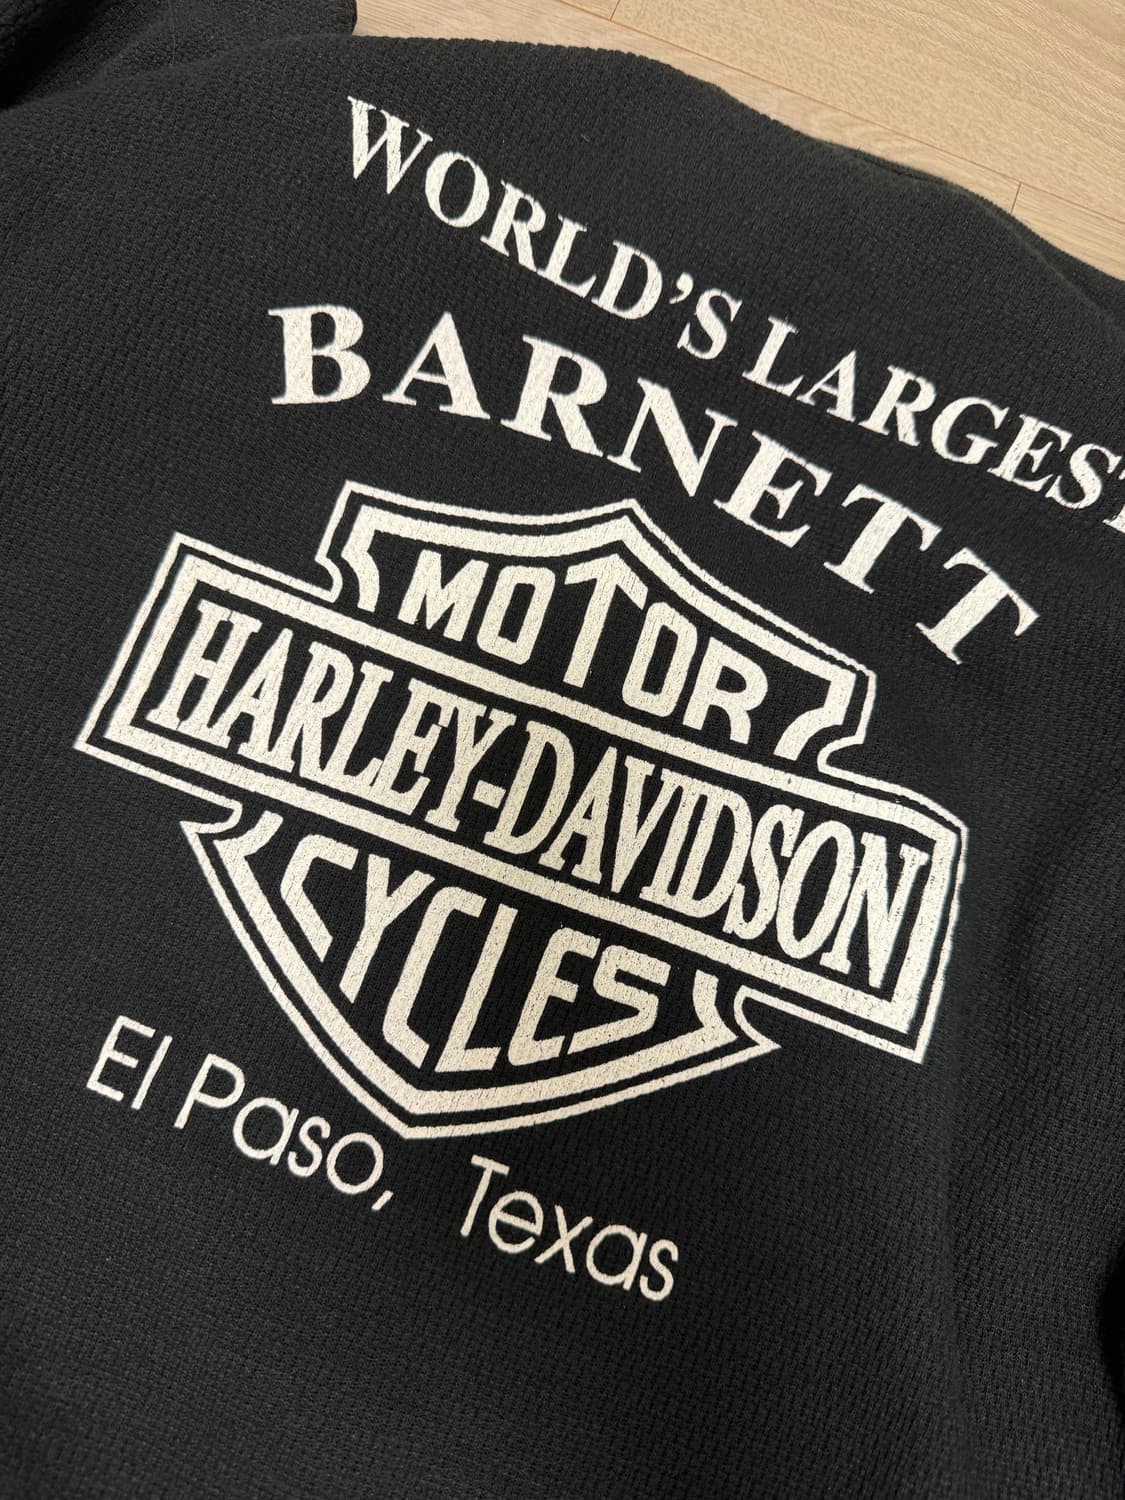 WORLD'S LARGEST
BARNETT
MOTOR
HARLEY-DAVIDSON
CYCLES
El Paso, Texas